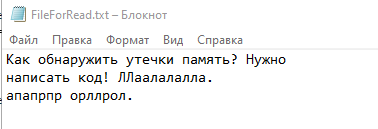 FileForRead.txt – Блокнот
Файл Правка Формат Вид Справка
Как обнаружить утечки память? Нужно
написать код! ЛЛаалалалла.
апапрпр орллрол.